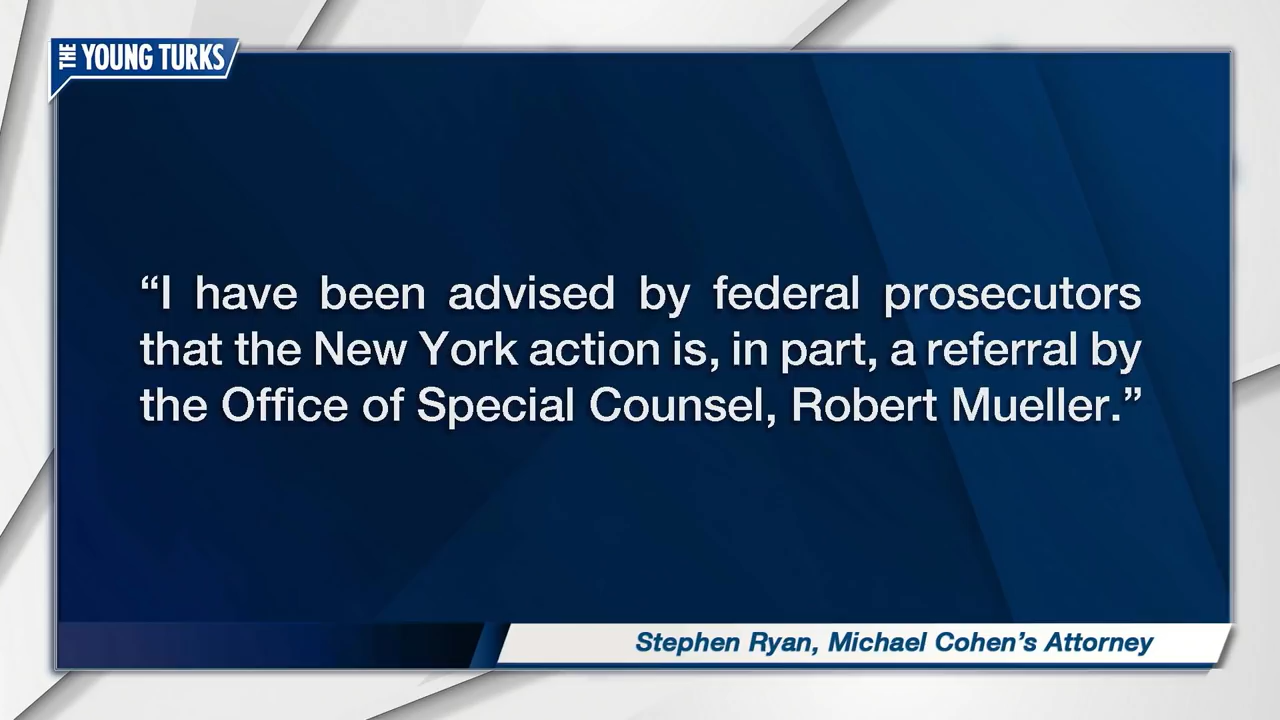 THE YOUNG TURKS
“I have been advised by federal prosecutors
that the New York action is, in part, a referral by
the Office of Special Counsel, Robert Mueller.”
Stephen Ryan, Michael Cohen’s Attorney